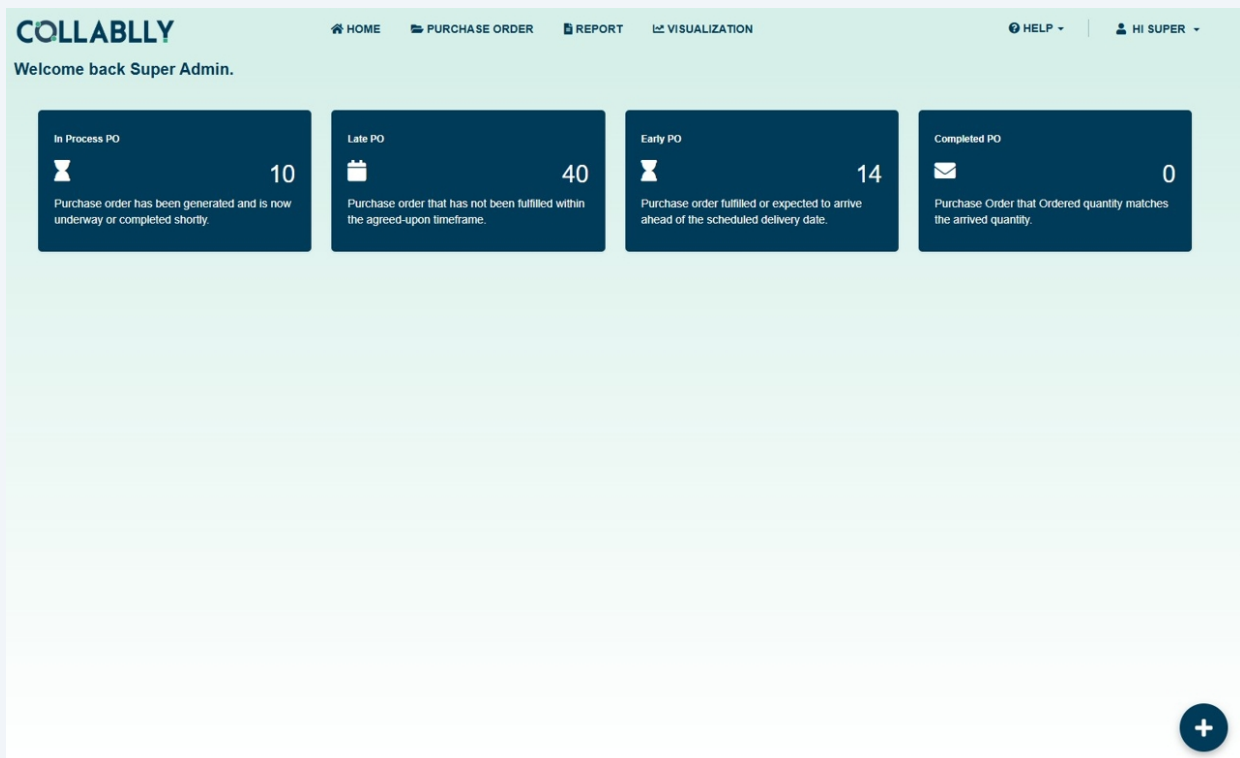 COLLABLLY
HOME
PURCHASE ORDER
REPORT
VISUALIZATION
HELP
HI SUPER
Welcome back Super Admin.
In Process PO
10
Purchase order has been generated and is now
underway or completed shortly.
Late PO
40
Purchase order that has not been fulfilled within
the agreed-upon timeframe.
Early PO
14
Purchase order fulfilled or expected to arrive
ahead of the scheduled delivery date.
Completed PO
0
Purchase Order that Ordered quantity matches
the arrived quantity.